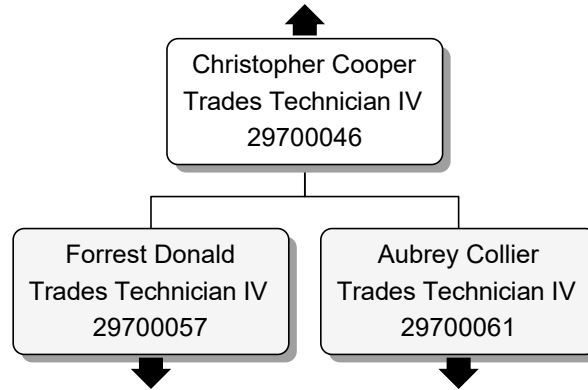 Christopher Cooper
Trades Technician IV
29700046
Forrest Donald
Trades Technician IV
29700057
Aubrey Collier
Trades Technician IV
29700061